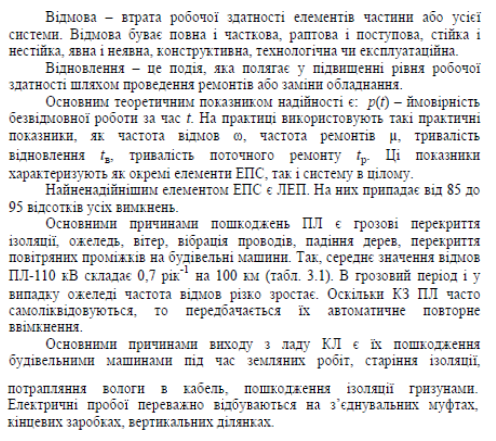 Відмова – втрата робочої здатності елементів частини або усієї
системи. Відмова буває повна і часткова, раптова і поступова, стійка і
нестійка, явна і неявна, конструктивна, технологічна чи експлуатаційна.
Відновлення – це подія, яка полягає у підвищенні рівня робочої
здатності шляхом проведення ремонтів або заміни обладнання.
Основним теоретичним показником надійності є: p(t) – ймовірність
безвідмовної роботи за час t. На практиці використовують такі практичні
показники, як частота відмов ω, частота ремонтів μ, тривалість
відновлення tв, тривалість поточного ремонту tр. Ці показники
характеризують як окремі елементи ЕПС, так і систему в цілому.
Найненадійнішим елементом ЕПС є ЛЕП. На них припадає від 85 до
95 відсотків усіх вимкнень.
Основними причинами пошкоджень ПЛ є грозові перекриття
ізоляції, ожеледь, вітер, вібрація проводів, падіння дерев, перекриття
повітряних проміжків на будівельні машини. Так, середнє значення відмов
ПЛ-110 кВ складає 0,7 рік⁻¹ на 100 км (табл. 3.1). В грозовий період і у
випадку ожеледі частота відмов різко зростає. Оскільки КЗ ПЛ часто
самоліквідовуються, то передбачається їх автоматичне повторне
ввімкнення.
Основними причинами виходу з ладу КЛ є їх пошкодження
будівельними машинами під час земляних робіт, старіння ізоляції,
потрапляння вологи в кабель, пошкодження ізоляції гризунами.
Електричні пробої переважно відбуваються на з’єднувальних муфтах,
кінцевих заробках, вертикальних ділянках.